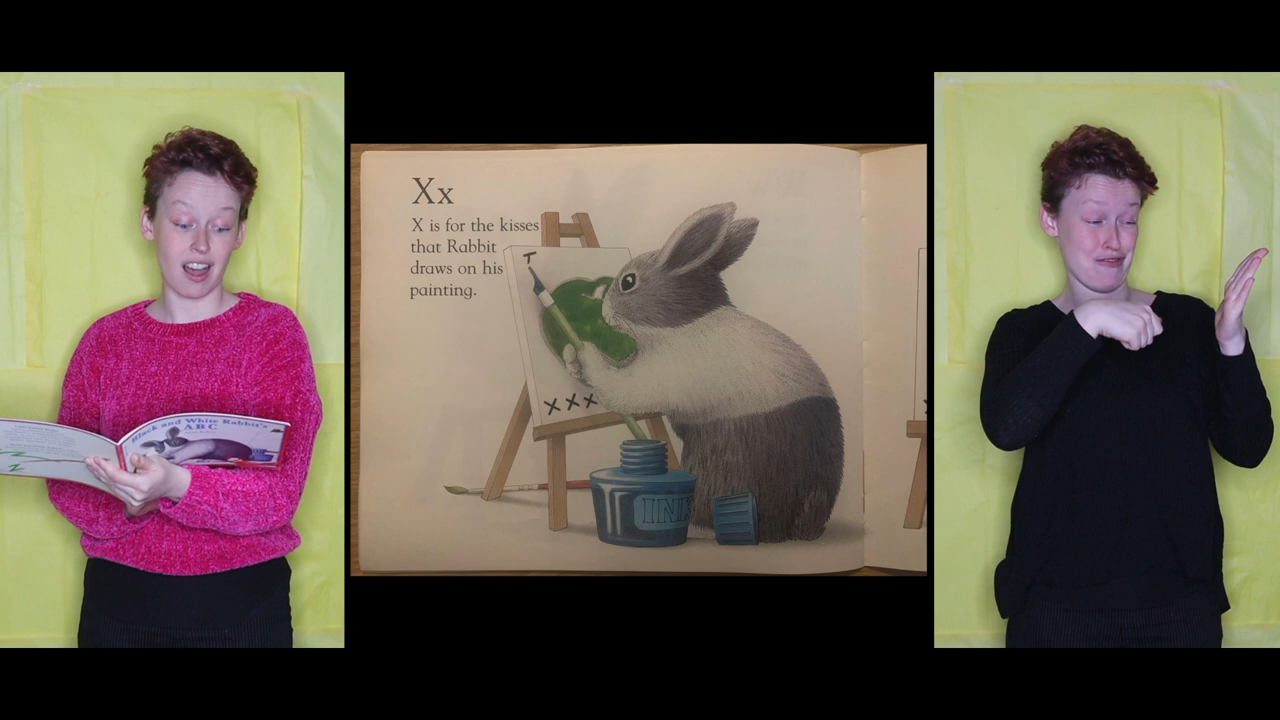 Xx
X is for the kisses
that Rabbit
draws on his
painting.
T
XXX
INK
Black and White Rabbit's
ABC